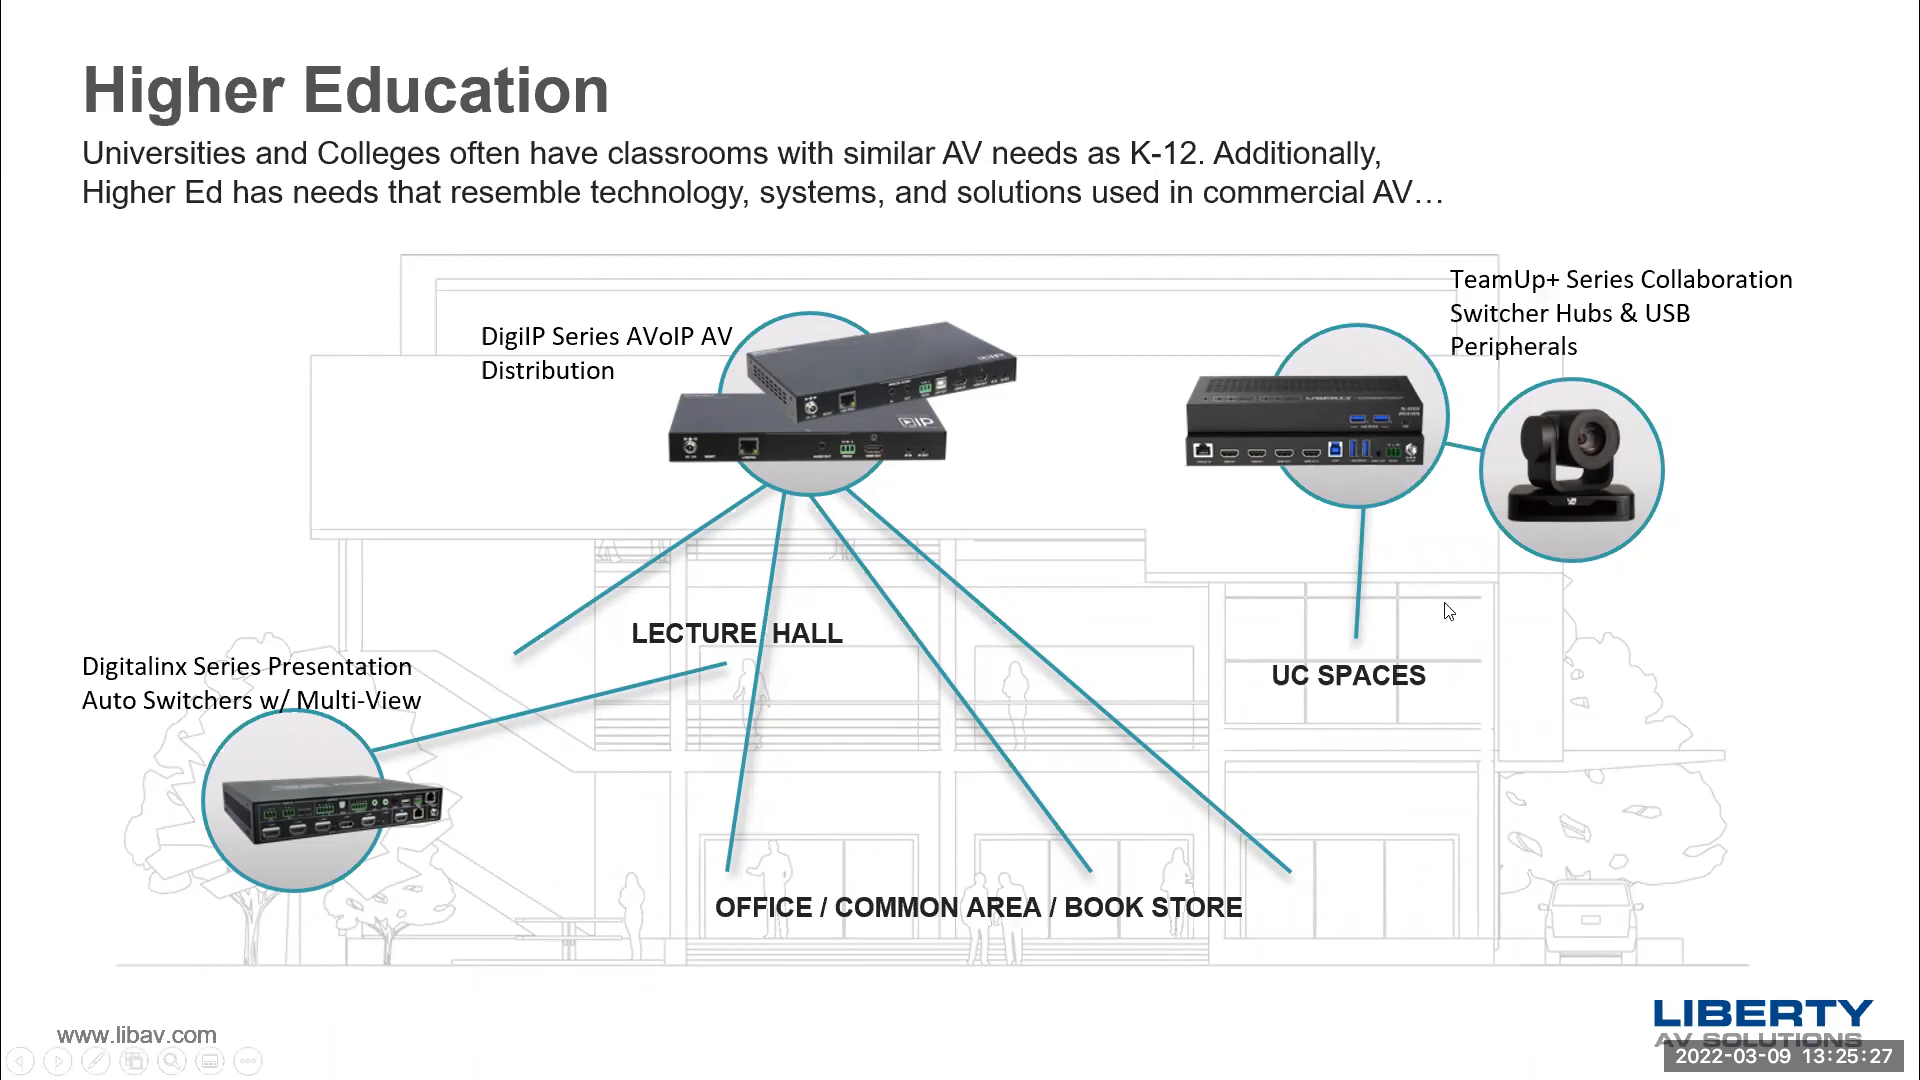 Higher Education
Universities and Colleges often have classrooms with similar AV needs as K-12. Additionally,
Higher Ed has needs that resemble technology, systems, and solutions used in commercial AV…
TeamUp+ Series Collaboration
Switcher Hubs & USB
Peripherals
DigiIP Series AVoIP AV
Distribution
LIBERTY
IP
LECTURE HALL
Digitalinx Series Presentation
Auto Switchers w/ Multi-View
UC SPACES
OFFICE / COMMON AREA / BOOK STORE
www.libav.com
LIBERTY
AV SOLUTIONS
2022-03-09 13:25:27